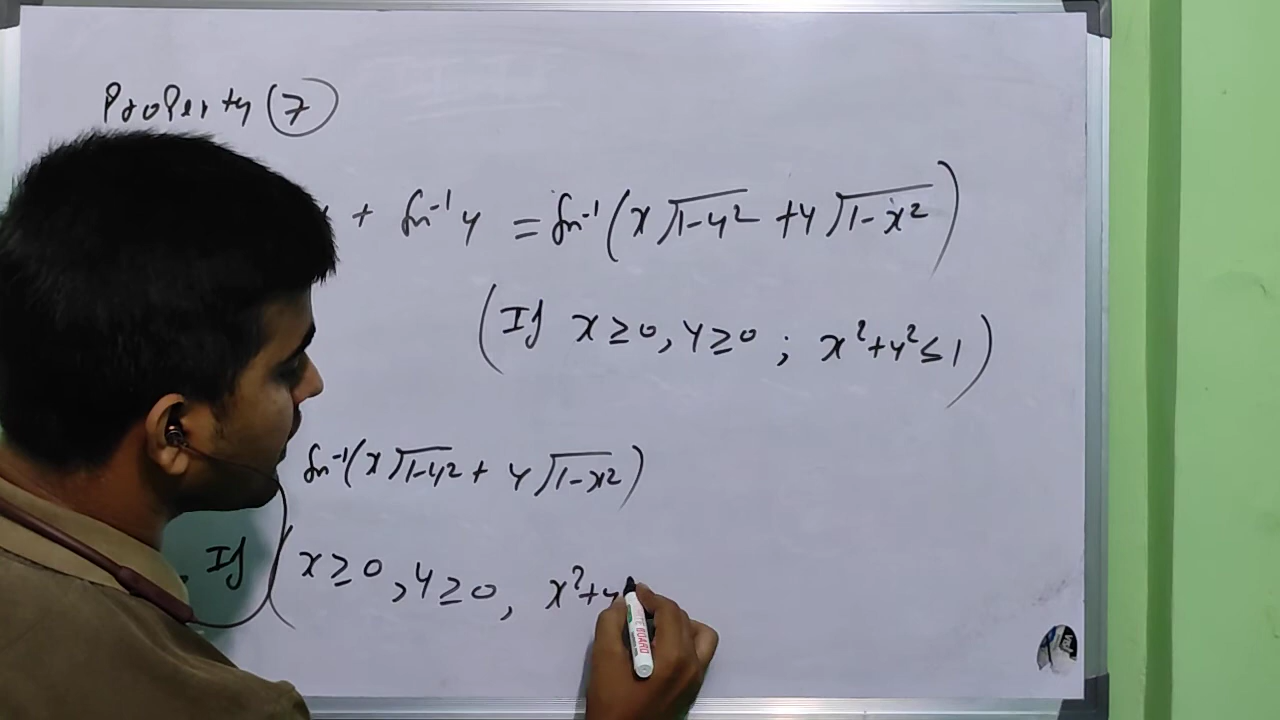 Property (7)
+ sin⁻¹ y = sin⁻¹ (x √1-y² + y √1-x²)
(If x ≥ 0, y ≥ 0 ; x² + y² ≤ 1)
sin⁻¹ (x √1-y² + y √1-x²)
If (x ≥ 0, y ≥ 0, x² + y